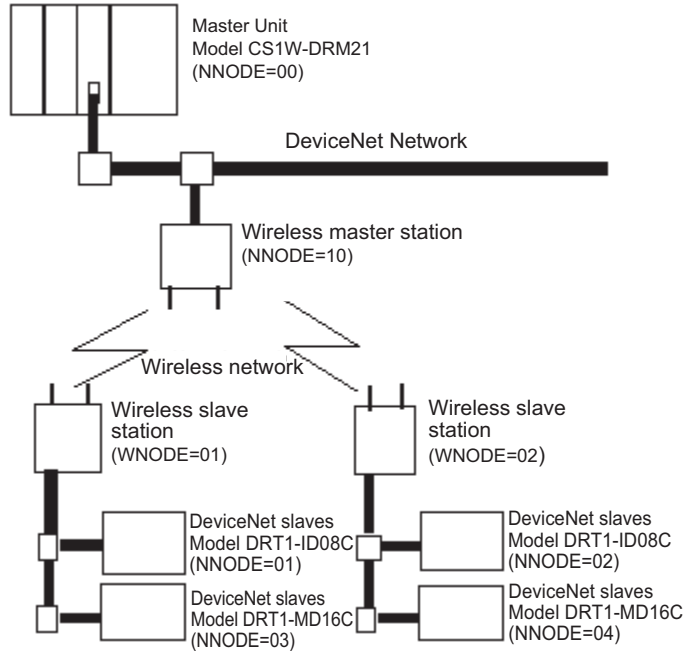 Master Unit
Model CS1W-DRM21
(NNODE=00)
DeviceNet Network
Wireless master station
(NNODE=10)
Wireless network
Wireless slave
station
(WNODE=01)
Wireless slave
station
(WNODE=02)
DeviceNet slaves
Model DRT1-ID08C
(NNODE=01)
DeviceNet slaves
Model DRT1-ID08C
(NNODE=02)
DeviceNet slaves
Model DRT1-MD16C
(NNODE=03)
DeviceNet slaves
Model DRT1-MD16C
(NNODE=04)